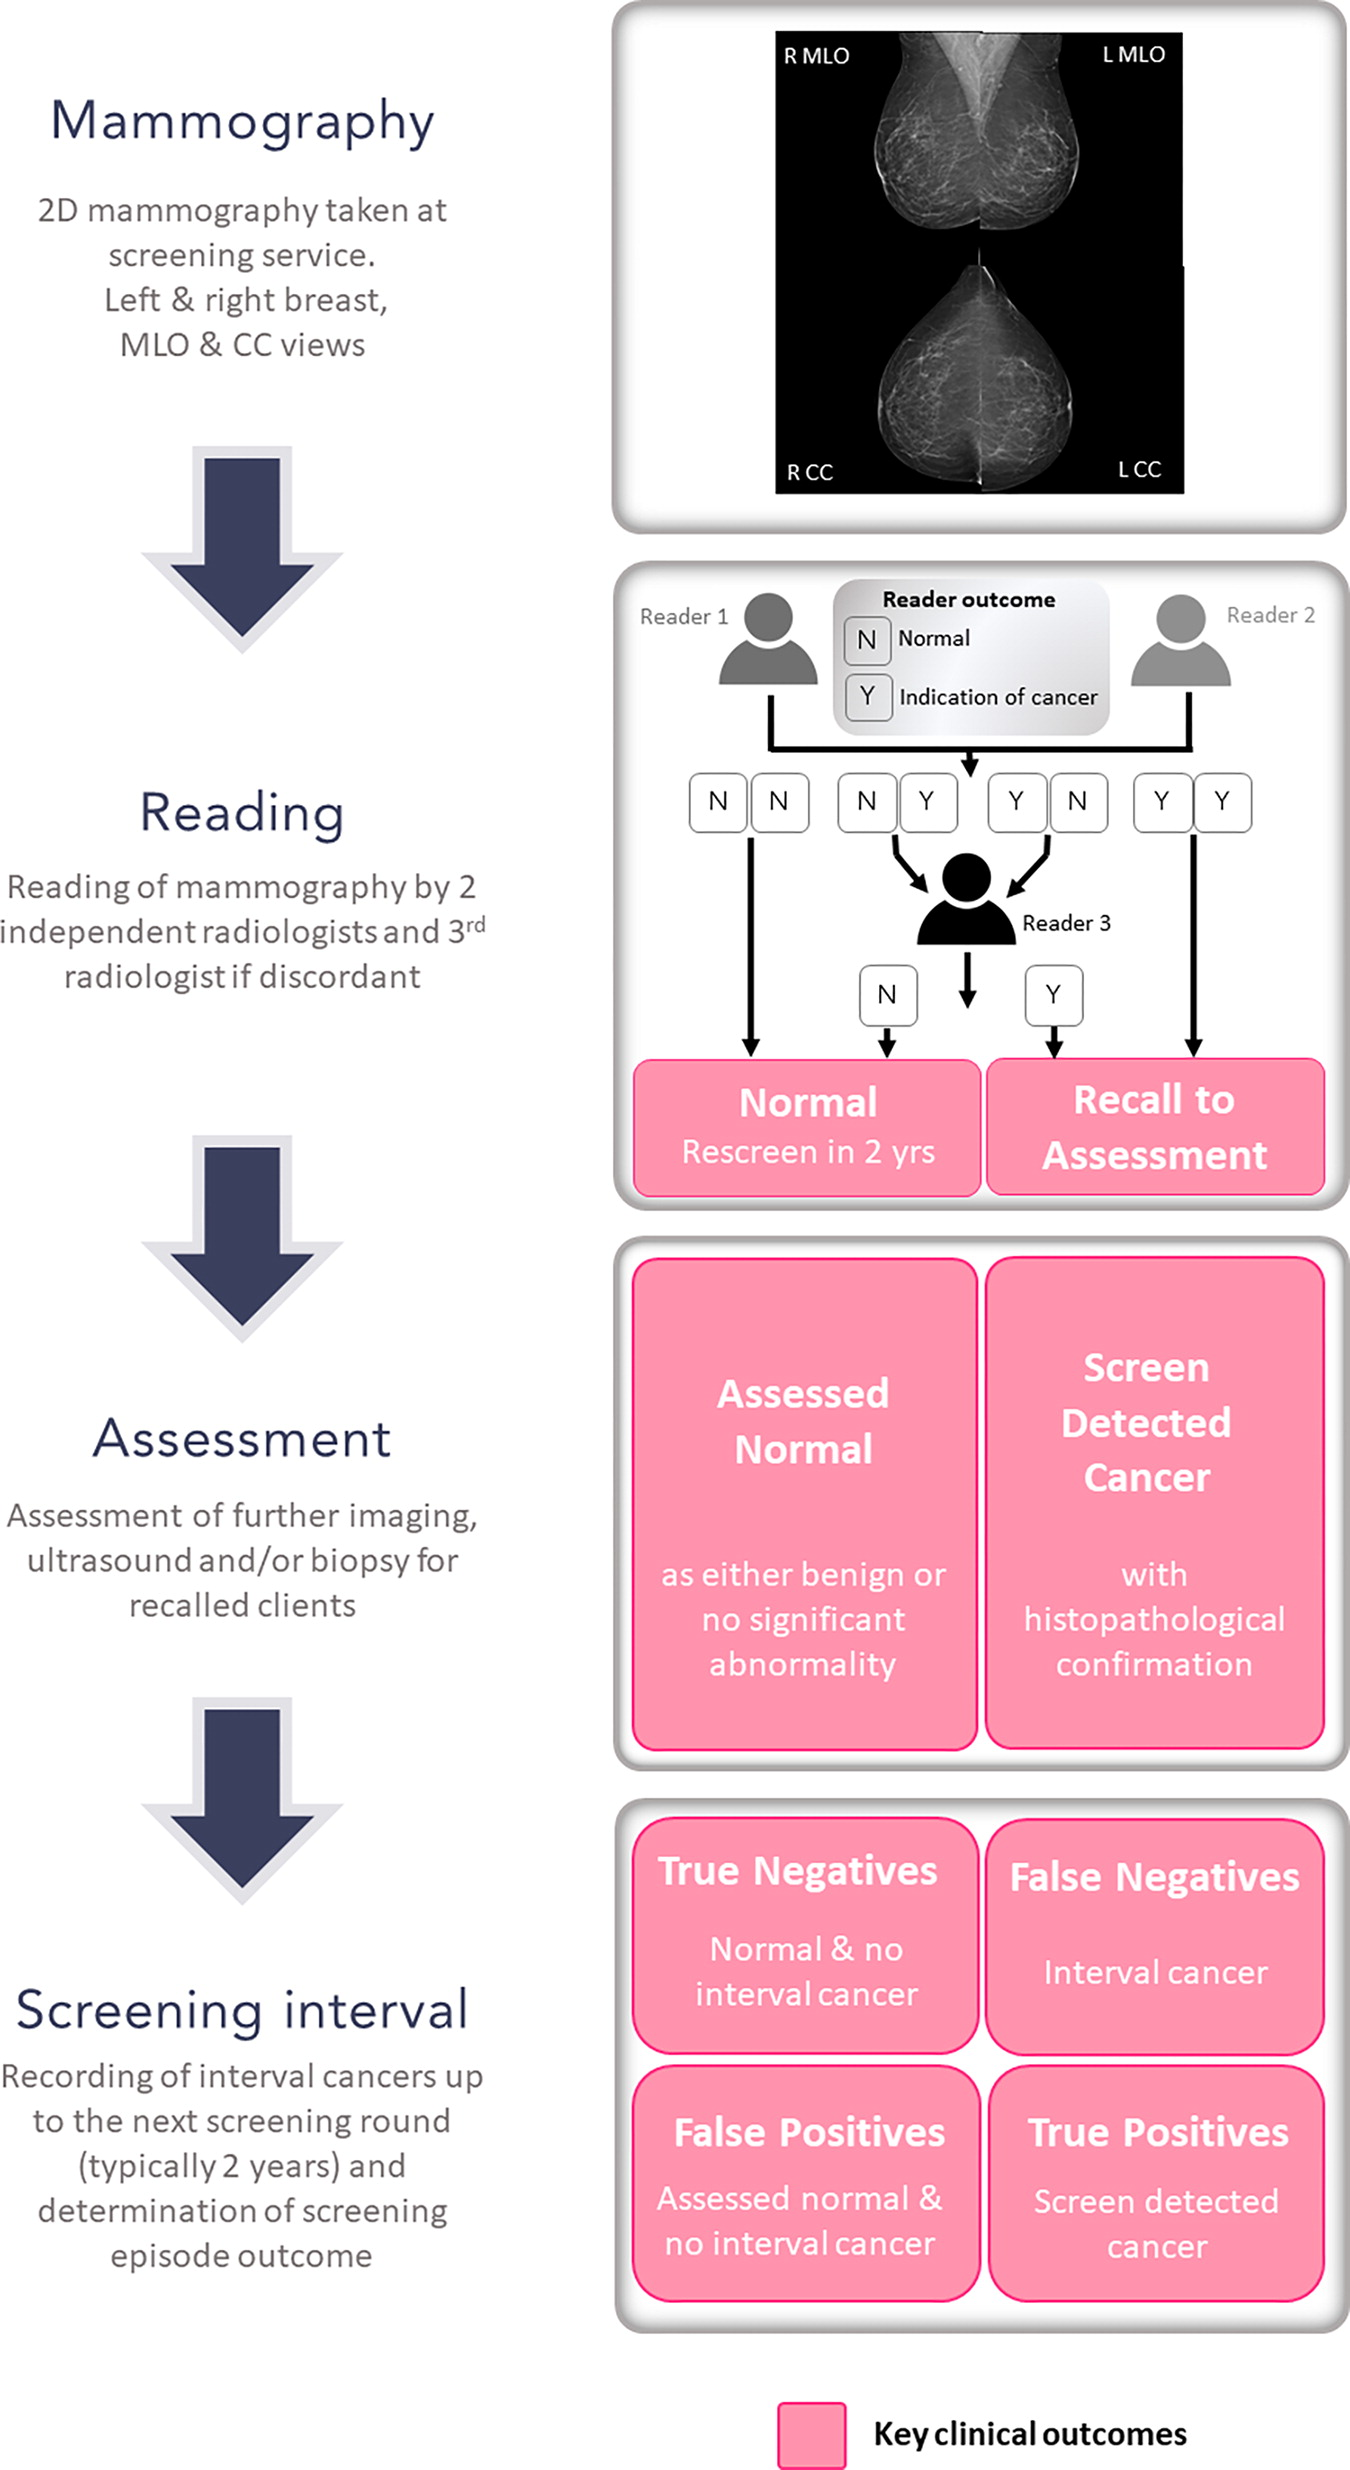 Mammography
2D mammography taken at
screening service.
Left & right breast,
MLO & CC views
R MLO
L MLO
R CC
L CC
Reading
Reading of mammography by 2
independent radiologists and 3rd
radiologist if discordant
Reader 1
Reader outcome
N Normal
Y Indication of cancer
Reader 2
N N N Y Y N Y Y
Reader 3
N Y
Normal
Rescreen in 2 yrs
Recall to
Assessment
Assessment
Assessment of further imaging,
ultrasound and/or biopsy for
recalled clients
Assessed
Normal
as either benign or
no significant
abnormality
Screen
Detected
Cancer
with
histopathological
confirmation
Screening interval
Recording of interval cancers up
to the next screening round
(typically 2 years) and
determination of screening
episode outcome
True Negatives
Normal & no
interval cancer
False Negatives
Interval cancer
False Positives
Assessed normal &
no interval cancer
True Positives
Screen detected
cancer
Key clinical outcomes